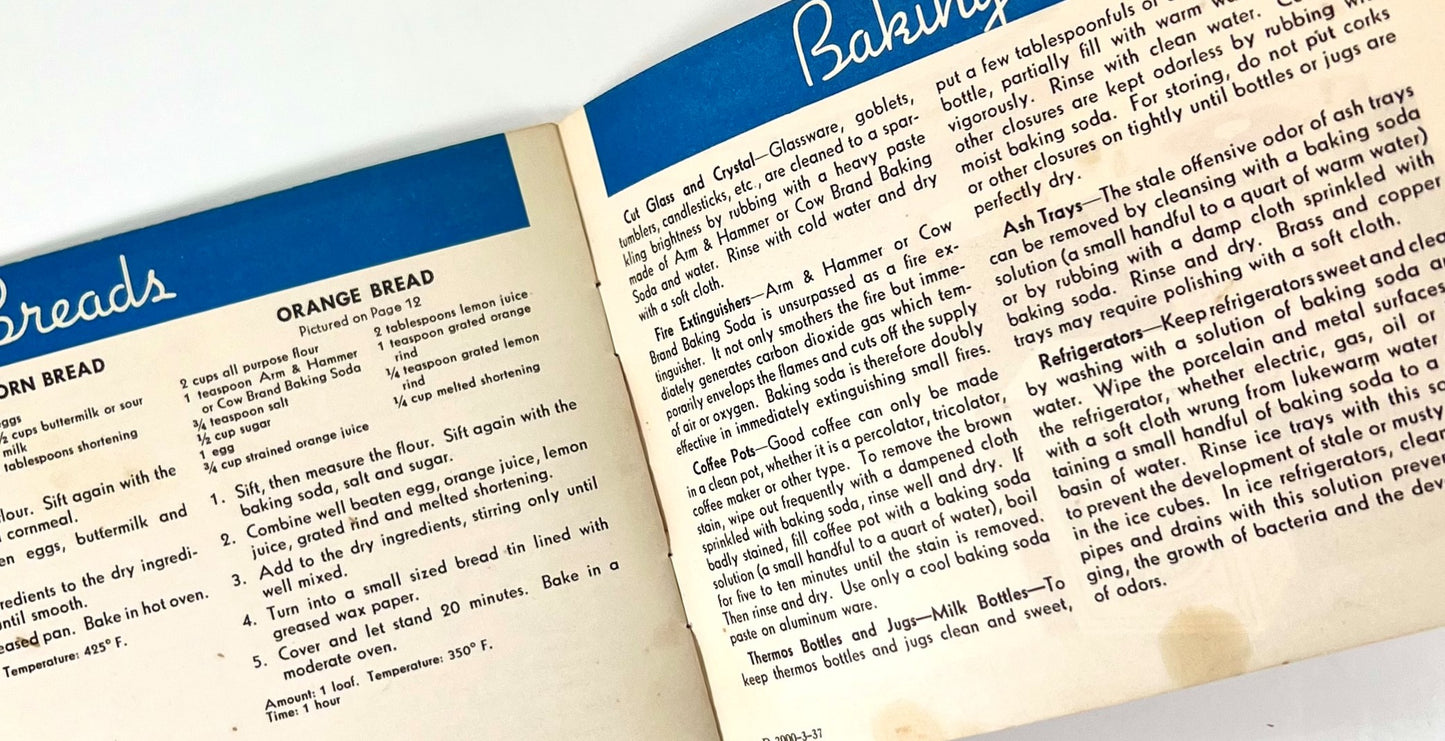 Breads
ORN BREAD
ggs
½ cups buttermilk or sour
milk
tablespoons shortening
lour. Sift again with the
cornmeal.
en eggs, buttermilk and
redients to the dry ingredi-
until smooth.
eased pan. Bake in hot oven.
Temperature: 425° F.
ORANGE BREAD
Pictured on Page 12
2 cups all purpose flour
1 teaspoon Arm & Hammer
or Cow Brand Baking Soda
¾ teaspoon salt
½ cup sugar
1 egg
¾ cup strained orange juice
2 tablespoons lemon juice
1 teaspoon grated orange
rind
¼ teaspoon grated lemon
rind
¼ cup melted shortening
1. Sift, then measure the flour. Sift again with the
baking soda, salt and sugar.
2. Combine well beaten egg, orange juice, lemon
juice, grated rind and melted shortening.
3. Add to the dry ingredients, stirring only until
well mixed.
4. Turn into a small sized bread tin lined with
greased wax paper.
5. Cover and let stand 20 minutes. Bake in a
moderate oven.
Amount: 1 loaf. Temperature: 350° F.
Time: 1 hour
Baking
Cut Glass and Crystal—Glassware, goblets,
tumblers, candlesticks, etc., are cleaned to a spar-
kling brightness by rubbing with a heavy paste
made of Arm & Hammer or Cow Brand Baking
Soda and water. Rinse with cold water and dry
with a soft cloth.
Fire Extinguishers—Arm & Hammer or Cow
Brand Baking Soda is unsurpassed as a fire ex-
tinguisher. It not only smothers the fire but imme-
diately generates carbon dioxide gas which tem-
porarily envelops the flames and cuts off the supply
of air or oxygen. Baking soda is therefore doubly
effective in immediately extinguishing small fires.
Coffee Pots—Good coffee can only be made
in a clean pot, whether it is a percolator, tricolator,
coffee maker or other type. To remove the brown
stain, wipe out frequently with a dampened cloth
sprinkled with baking soda, rinse well and dry. If
badly stained, fill coffee pot with a baking soda
solution (a small handful to a quart of water), boil
for five to ten minutes until the stain is removed.
Then rinse and dry. Use only a cool baking soda
paste on aluminum ware.
Thermos Bottles and Jugs—Milk Bottles—To
keep thermos bottles and jugs clean and sweet,
2000-3-37
put a few tablespoonfuls of
bottle, partially fill with warm
vigorously. Rinse with clean water.
other closures are kept odorless by rubbing
moist baking soda. For storing, do not put corks
or other closures on tightly until bottles or jugs are
perfectly dry.
Ash Trays—The stale offensive odor of ash trays
can be removed by cleansing with a baking soda
solution (a small handful to a quart of warm water)
or by rubbing with a damp cloth sprinkled with
baking soda. Rinse and dry. Brass and copper
trays may require polishing with a soft cloth.
Refrigerators—Keep refrigerators sweet and clea
by washing with a solution of baking soda a
water. Wipe the porcelain and metal surfaces
the refrigerator, whether electric, gas, oil or
with a soft cloth wrung from lukewarm water
taining a small handful of baking soda to a
basin of water. Rinse ice trays with this so
to prevent the development of stale or musty
in the ice cubes. In ice refrigerators, clean
pipes and drains with this solution preven
ging, the growth of bacteria and the dev
of odors.